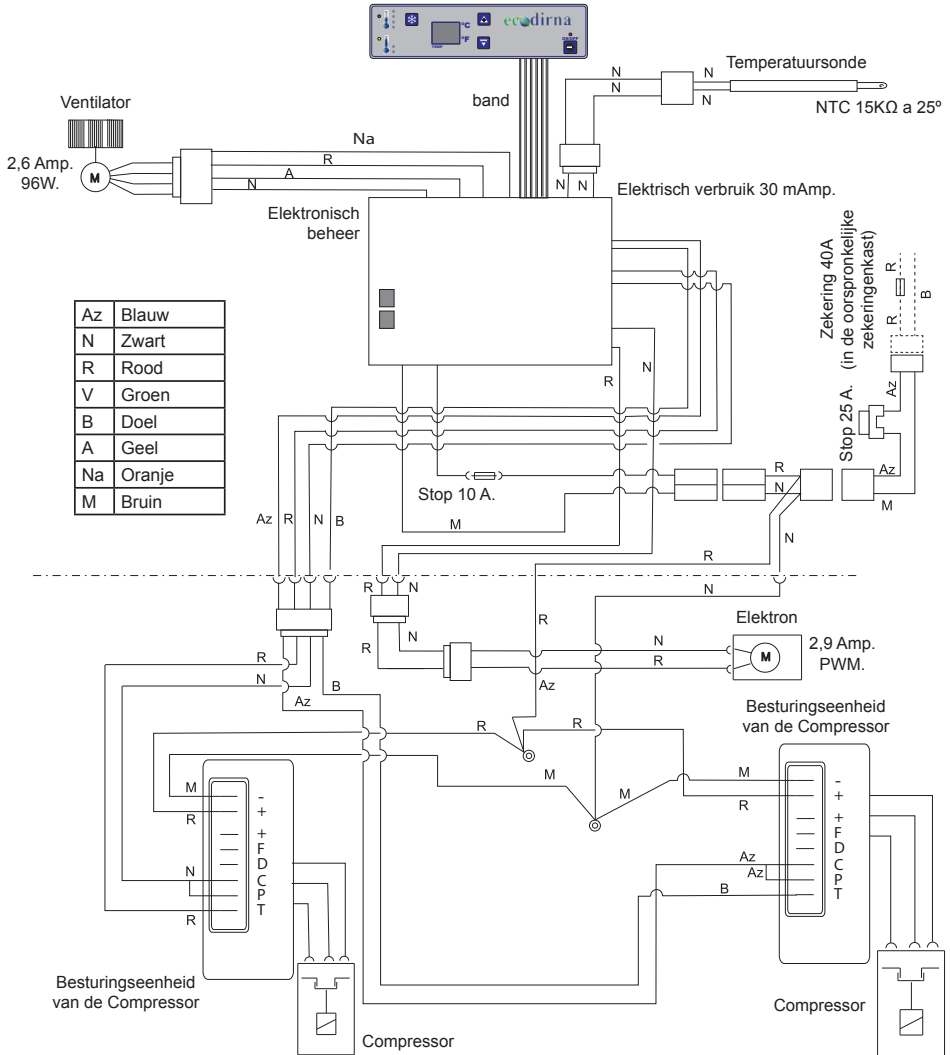 ecodirna
°C
°F
TEMP
ON/OFF
band
N
N
N
N
Temperatuursonde
NTC 15KΩ a 25º
Ventilator
2,6 Amp.
96W.
M
Na
R
A
N
N
N
Elektrisch verbruik 30 mAmp.
Elektronisch
beheer
Zekering 40A
(in de oorspronkelijke
zekeringenkast)
R
R
B
Az
Stop 25 A.
Az
M
Az Blauw
N Zwart
R Rood
V Groen
B Doel
A Geel
Na Oranje
M Bruin
R
N
Stop 10 A.
R
N
M
N
Az
R
N
B
R
N
R
R
N
R
N
N
R
Elektron
M
2,9 Amp.
PWM.
R
N
B
Az
Az
R
R
M
M
Besturingseenheid
van de Compressor
M
R
N
R
-
+
+
F
D
C
P
T
M
R
Az
Az
B
-
+
+
F
D
C
P
T
Besturingseenheid
van de Compressor
Compressor
Compressor